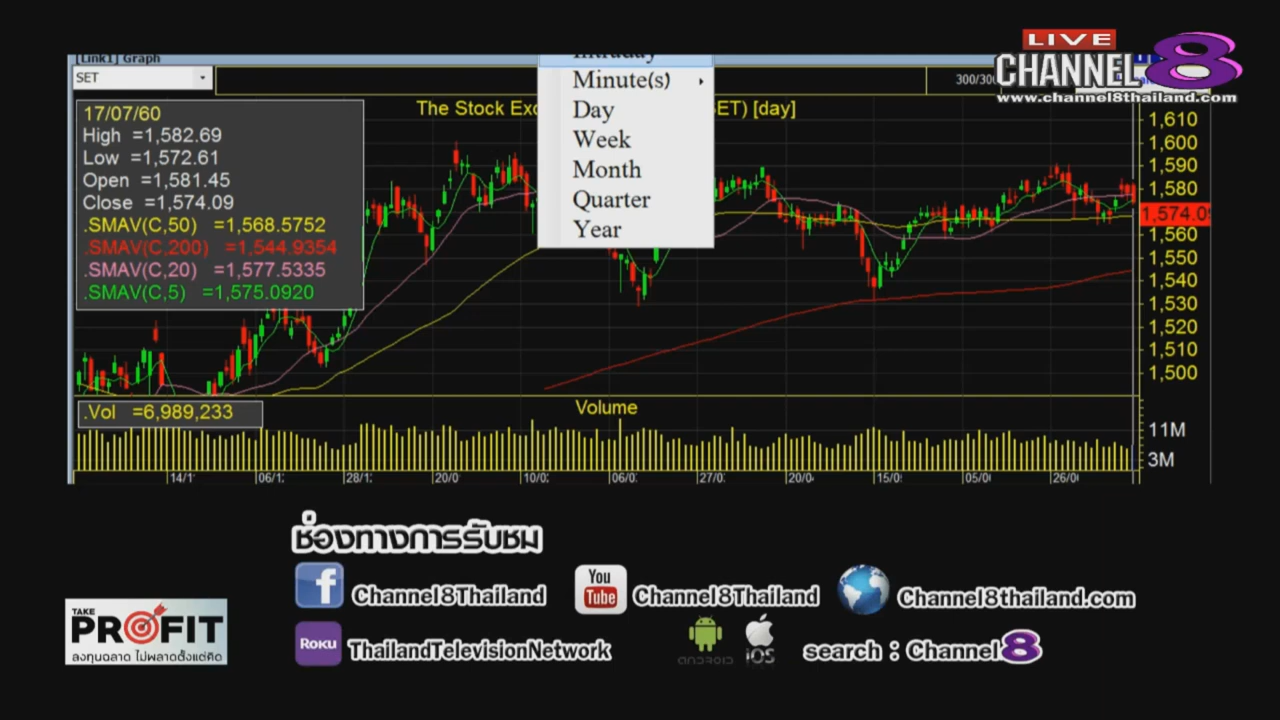 LIVE
CHANNEL 8
www.channel8thailand.com
[Link1] Graph
SET
300/300
Intraday
Minute(s)
Day
Week
Month
Quarter
Year
The Stock Exc
ET) [day]
17/07/60
High =1,582.69
Low =1,572.61
Open =1,581.45
Close =1,574.09
.SMAV(C,50) =1,568.5752
.SMAV(C,200) =1,544.9354
.SMAV(C,20) =1,577.5335
.SMAV(C,5) =1,575.0920
1,610
1,600
1,590
1,580
1,574.09
1,560
1,550
1,540
1,530
1,520
1,510
1,500
.Vol =6,989,233
Volume
11M
3M
14/1 06/1 28/1 20/0 10/0 06/0 27/0 20/0 15/0 05/0 26/0
ช่องทางการรับชม
f Channel8Thailand You Tube Channel8Thailand Channel8thailand.com
ROKU ThailandTelevisionNetwork ANDROID iOS search : Channel 8
TAKE
PROFIT
ลงทุนฉลาด ไม่พลาดตั้งแต่คิด